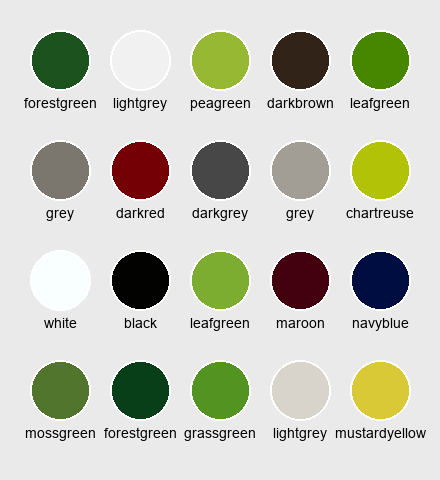 forestgreen lightgrey peagreen darkbrown leafgreen
grey darkred darkgrey grey chartreuse
white black leafgreen maroon navyblue
mossgreen forestgreen grassgreen lightgrey mustardyellow